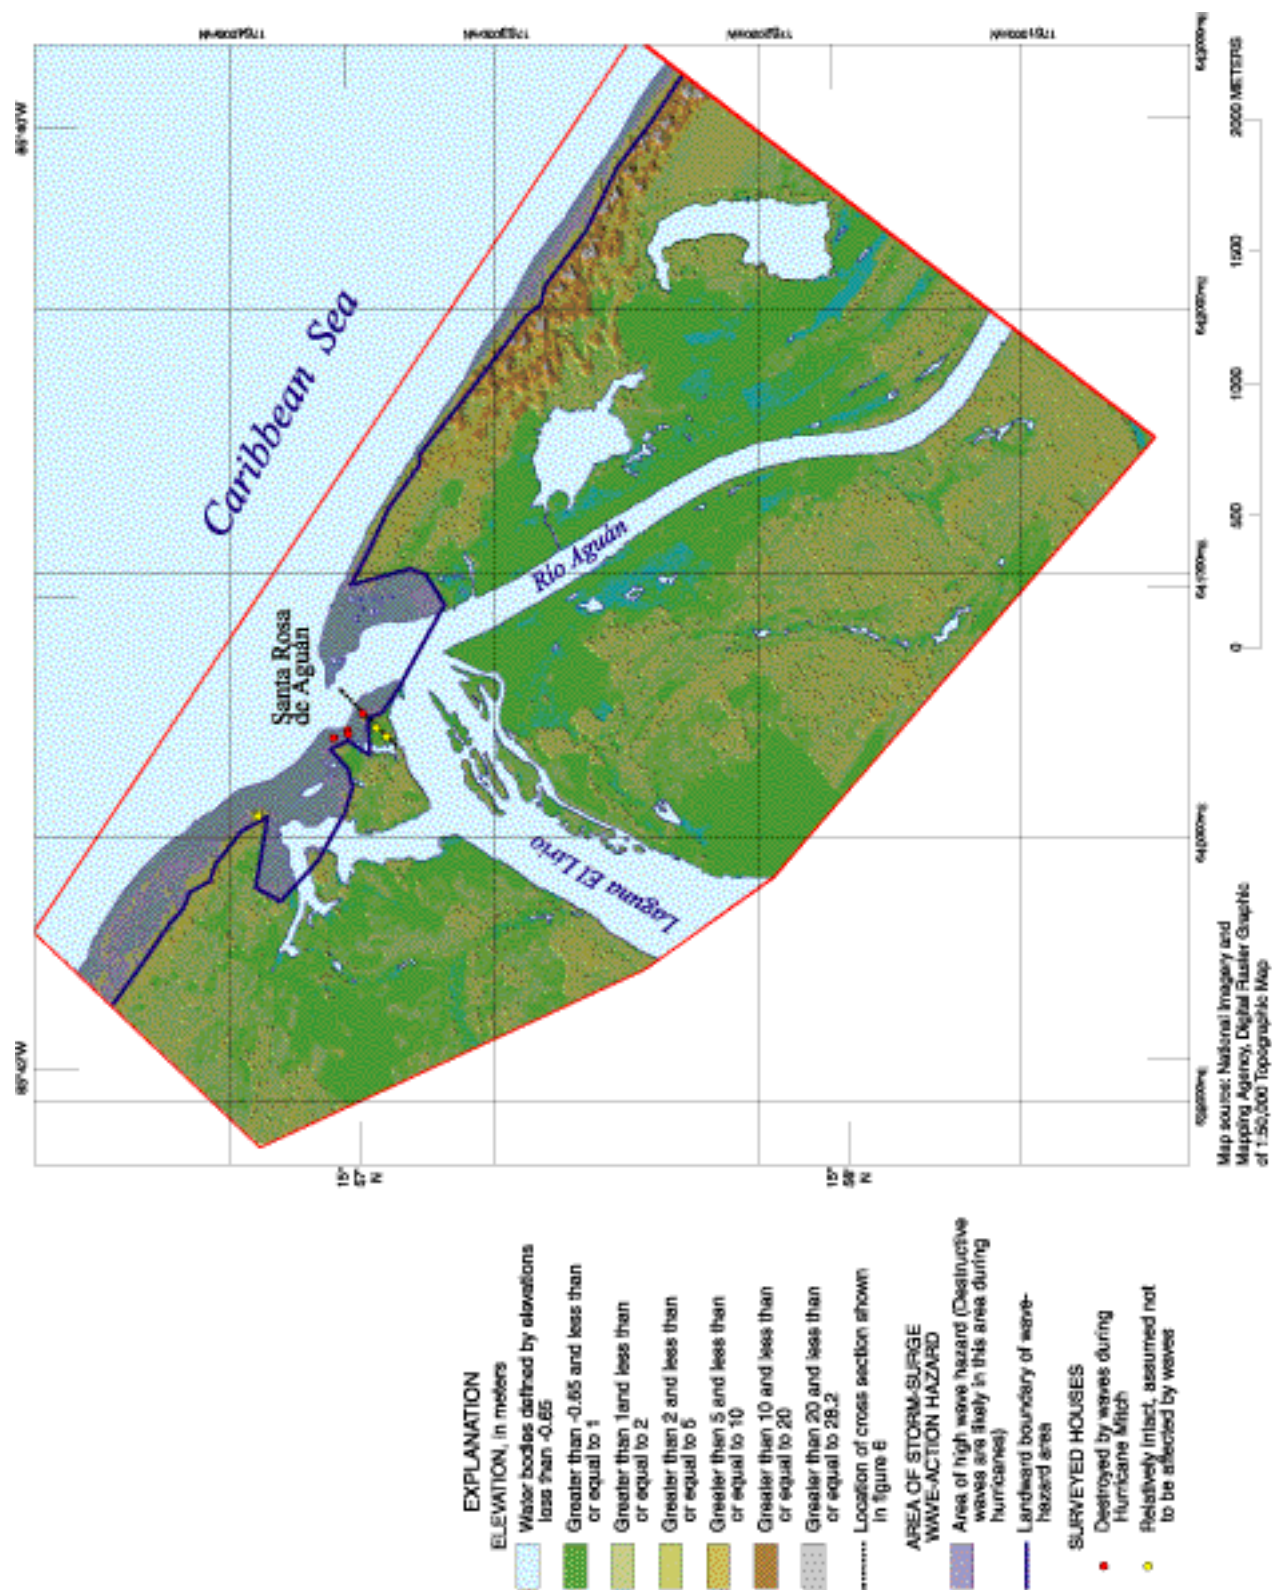 Caribbean Sea
Santa Rosa
de Aguán
Río Aguán
Laguna El Lirio
85°40'W
85°42'W
15°
57'
N
15°
N
0
500
1000
1500
2000 METERS
Map source: National Imagery and
Mapping Agency, Digital Raster Graphic
of 1:50,000 Topographic Map
EXPLANATION
ELEVATION, in meters
Water bodies defined by elevations
less than -0.65
Greater than -0.65 and less than
or equal to 1
Greater than 1and less than
or equal to 2
Greater than 2 and less than
or equal to 5
Greater than 5 and less than
or equal to 10
Greater than 10 and less than
or equal to 20
Greater than 20 and less than
or equal to 28.2
Location of cross section shown
in figure 6
AREA OF STORM-SURGE
WAVE-ACTION HAZARD
Area of high wave hazard (Destructive
waves are likely in this area during
hurricanes)
Landward boundary of wave-
hazard area
SURVEYED HOUSES
Destroyed by waves during
Hurricane Mitch
Relatively intact, assumed not
to be affected by waves